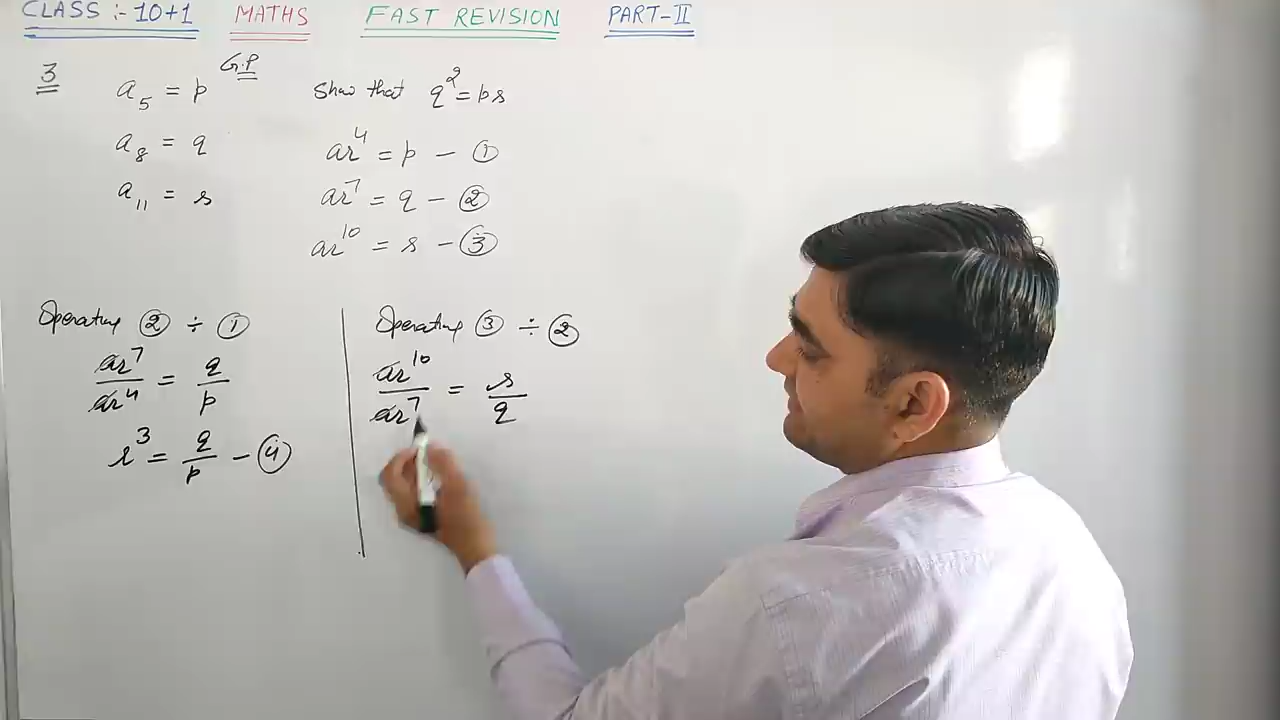 CLASS :- 10+1 MATHS FAST REVISION PART-II
G.P
3 a₅ = p Show that q² = ps
a₈ = q ar⁴ = p - ①
a₁₁ = s ar⁷ = q - ②
ar¹⁰ = s - ③
Operating ② ÷ ①
ar⁷/ar⁴ = q/p
r³ = q/p - ④
Operating ③ ÷ ②
ar¹⁰/ar⁷ = s/q